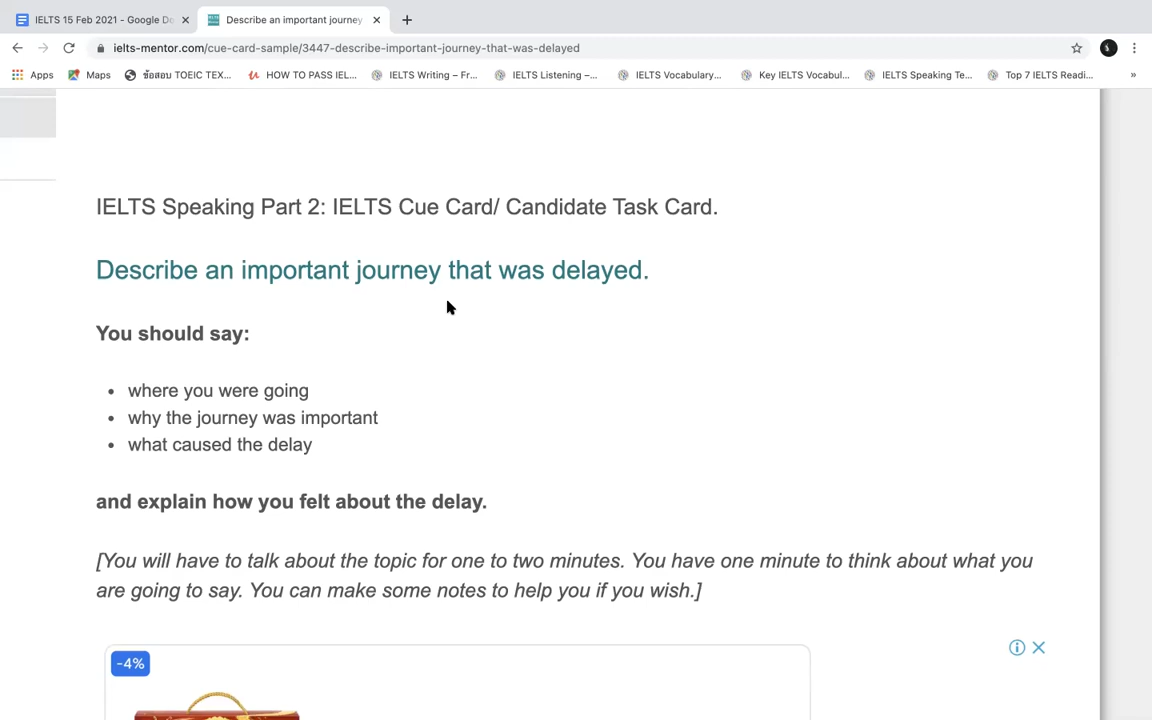 IELTS 15 Feb 2021 - Google Do
Describe an important journey
ielts-mentor.com/cue-card-sample/3447-describe-important-journey-that-was-delayed
Apps Maps ข้อสอบ TOEIC TEX... HOW TO PASS IEL... IELTS Writing – Fr... IELTS Listening –... IELTS Vocabulary... Key IELTS Vocabul... IELTS Speaking Te... Top 7 IELTS Readi... »
IELTS Speaking Part 2: IELTS Cue Card/ Candidate Task Card.
Describe an important journey that was delayed.
You should say:
• where you were going
• why the journey was important
• what caused the delay
and explain how you felt about the delay.
[You will have to talk about the topic for one to two minutes. You have one minute to think about what you
are going to say. You can make some notes to help you if you wish.]
-4%